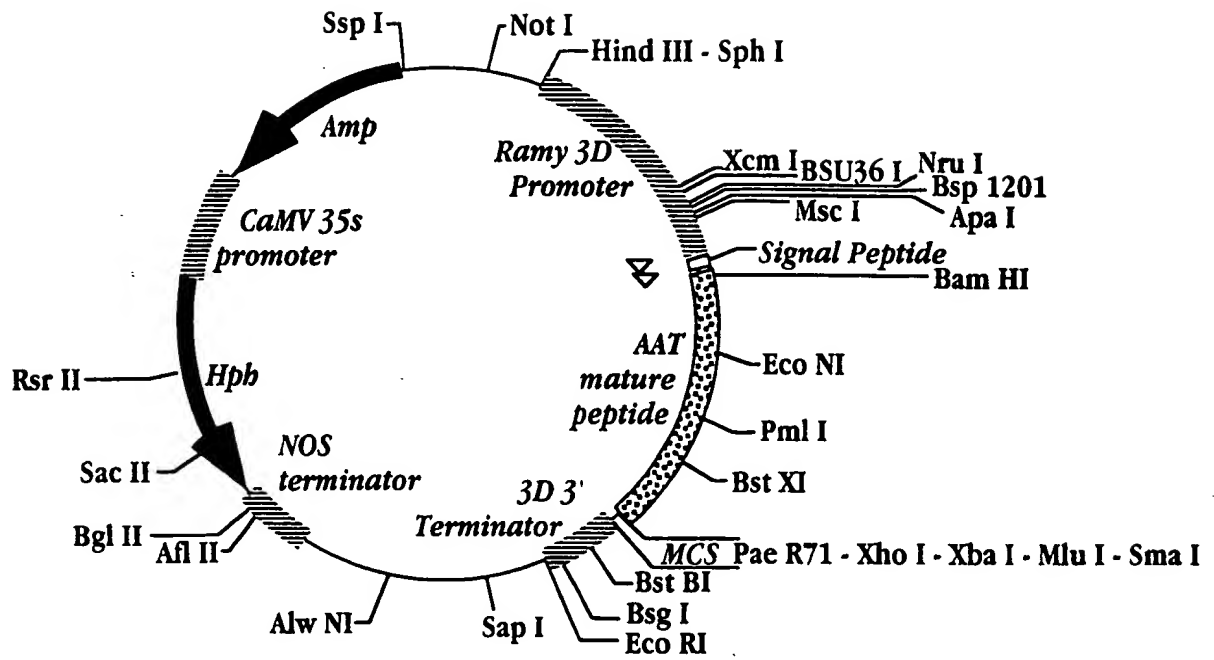 Ssp I
Not I
Hind III - Sph I
Amp
Ramy 3D
Promoter
Xcm I
BSU36 I
Nru I
Bsp 1201
Msc I
Apa I
CaMV 35s
promoter
Signal Peptide
Bam HI
AAT
mature
peptide
Eco NI
Rsr II
Hph
Pml I
Sac II
NOS
terminator
Bst XI
3D 3'
Terminator
Bgl II
Afl II
MCS
Pae R71 - Xho I - Xba I - Mlu I - Sma I
Bst BI
Alw NI
Sap I
Bsg I
Eco RI